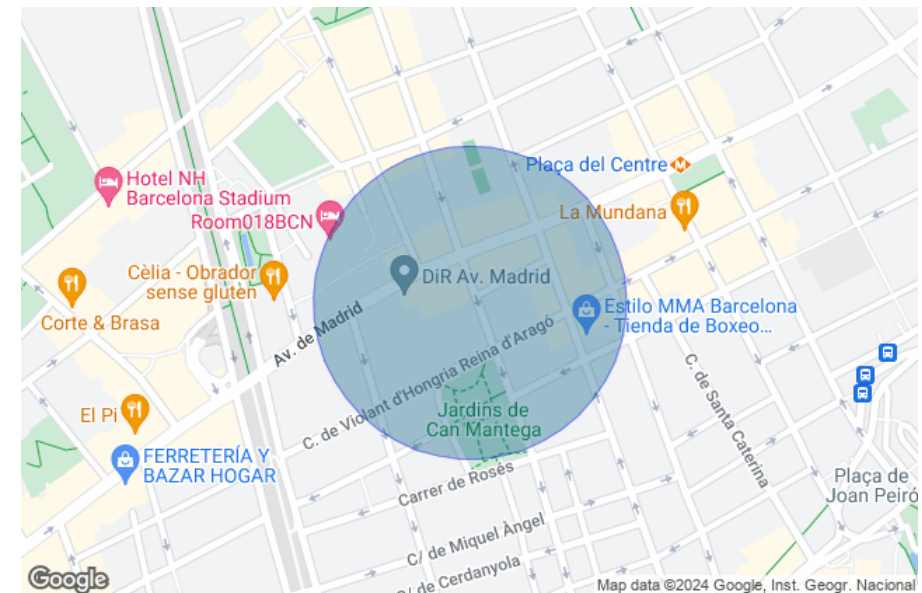 Plaça del Centre
Hotel NH
Barcelona Stadium
Room018BCN
La Mundana
Cèlia - Obrador
sense gluten
DiR Av. Madrid
Corte & Brasa
Av. de Madrid
Estilo MMA Barcelona
- Tienda de Boxeo...
C. de Violant d'Hongria Reina d'Aragó
El Pi
Jardins de
Can Mantega
C. de Santa Caterina
FERRETERÍA Y
BAZAR HOGAR
Carrer de Rosés
Plaça de
Joan Peiró
C/ de Miquel Àngel
C/ de Cerdanyola
Google
Map data ©2024 Google, Inst. Geogr. Nacional